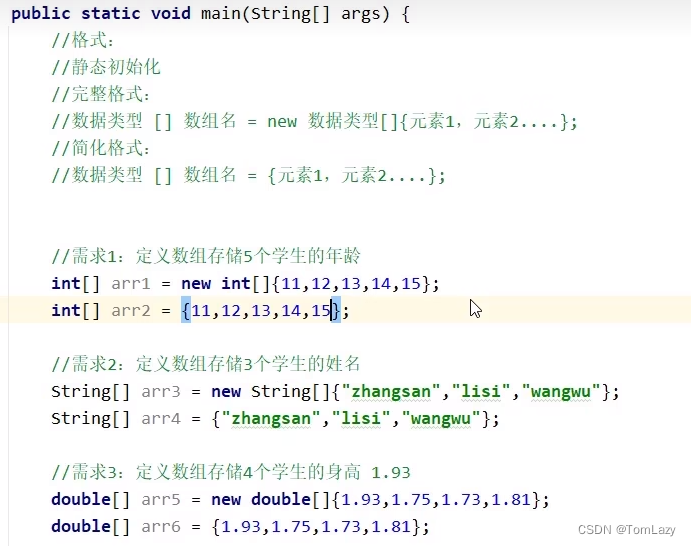 public static void main(String[] args) {
//格式：
//静态初始化
//完整格式：
//数据类型 [] 数组名 = new 数据类型[]{元素1，元素2....};
//简化格式：
//数据类型 [] 数组名 = {元素1，元素2....};
//需求1：定义数组存储5个学生的年龄
int[] arr1 = new int[]{11,12,13,14,15};
int[] arr2 = {11,12,13,14,15};
//需求2：定义数组存储3个学生的姓名
String[] arr3 = new String[]{"zhangsan","lisi","wangwu"};
String[] arr4 = {"zhangsan","lisi","wangwu"};
//需求3：定义数组存储4个学生的身高 1.93
double[] arr5 = new double[]{1.93,1.75,1.73,1.81};
double[] arr6 = {1.93,1.75,1.73,1.81};
CSDN @TomLazy